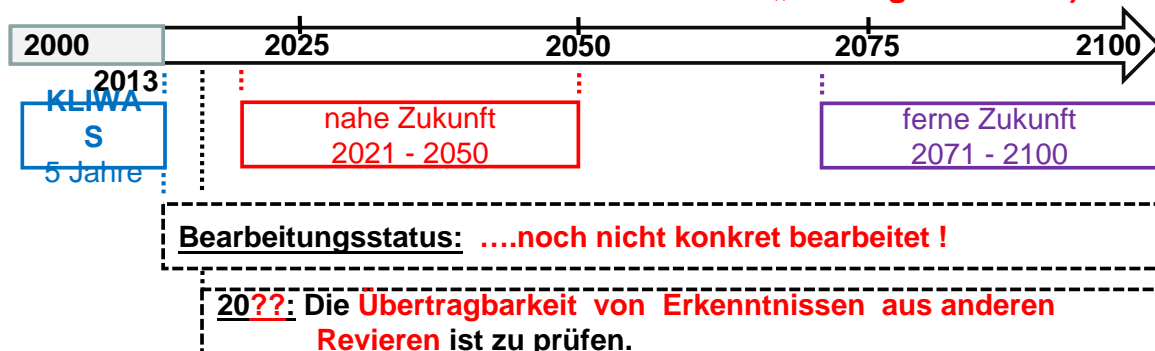 2000 2025 2050 2075 2100
2013
KLIWA
S
5 Jahre
nahe Zukunft
2021 - 2050
ferne Zukunft
2071 - 2100
Bearbeitungsstatus: ….noch nicht konkret bearbeitet !
20??: Die Übertragbarkeit von Erkenntnissen aus anderen
Revieren ist zu prüfen.